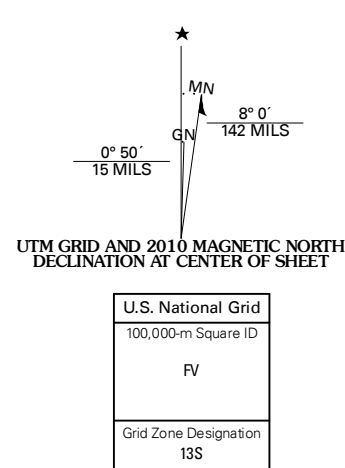 ★
MN
8° 0´
142 MILS
GN
0° 50´
15 MILS
UTM GRID AND 2010 MAGNETIC NORTH
DECLINATION AT CENTER OF SHEET
U.S. National Grid
100,000-m Square ID
FV
Grid Zone Designation
13S